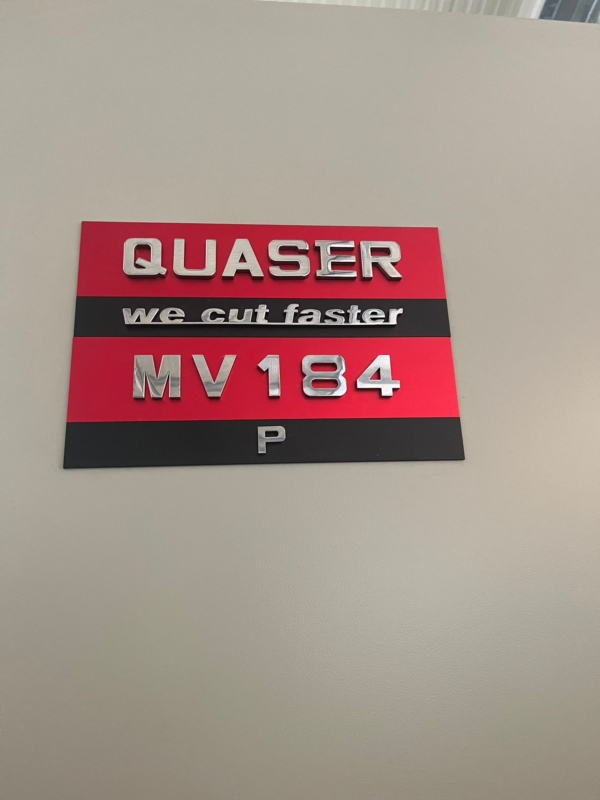 QUASER
we cut faster
MV184
P